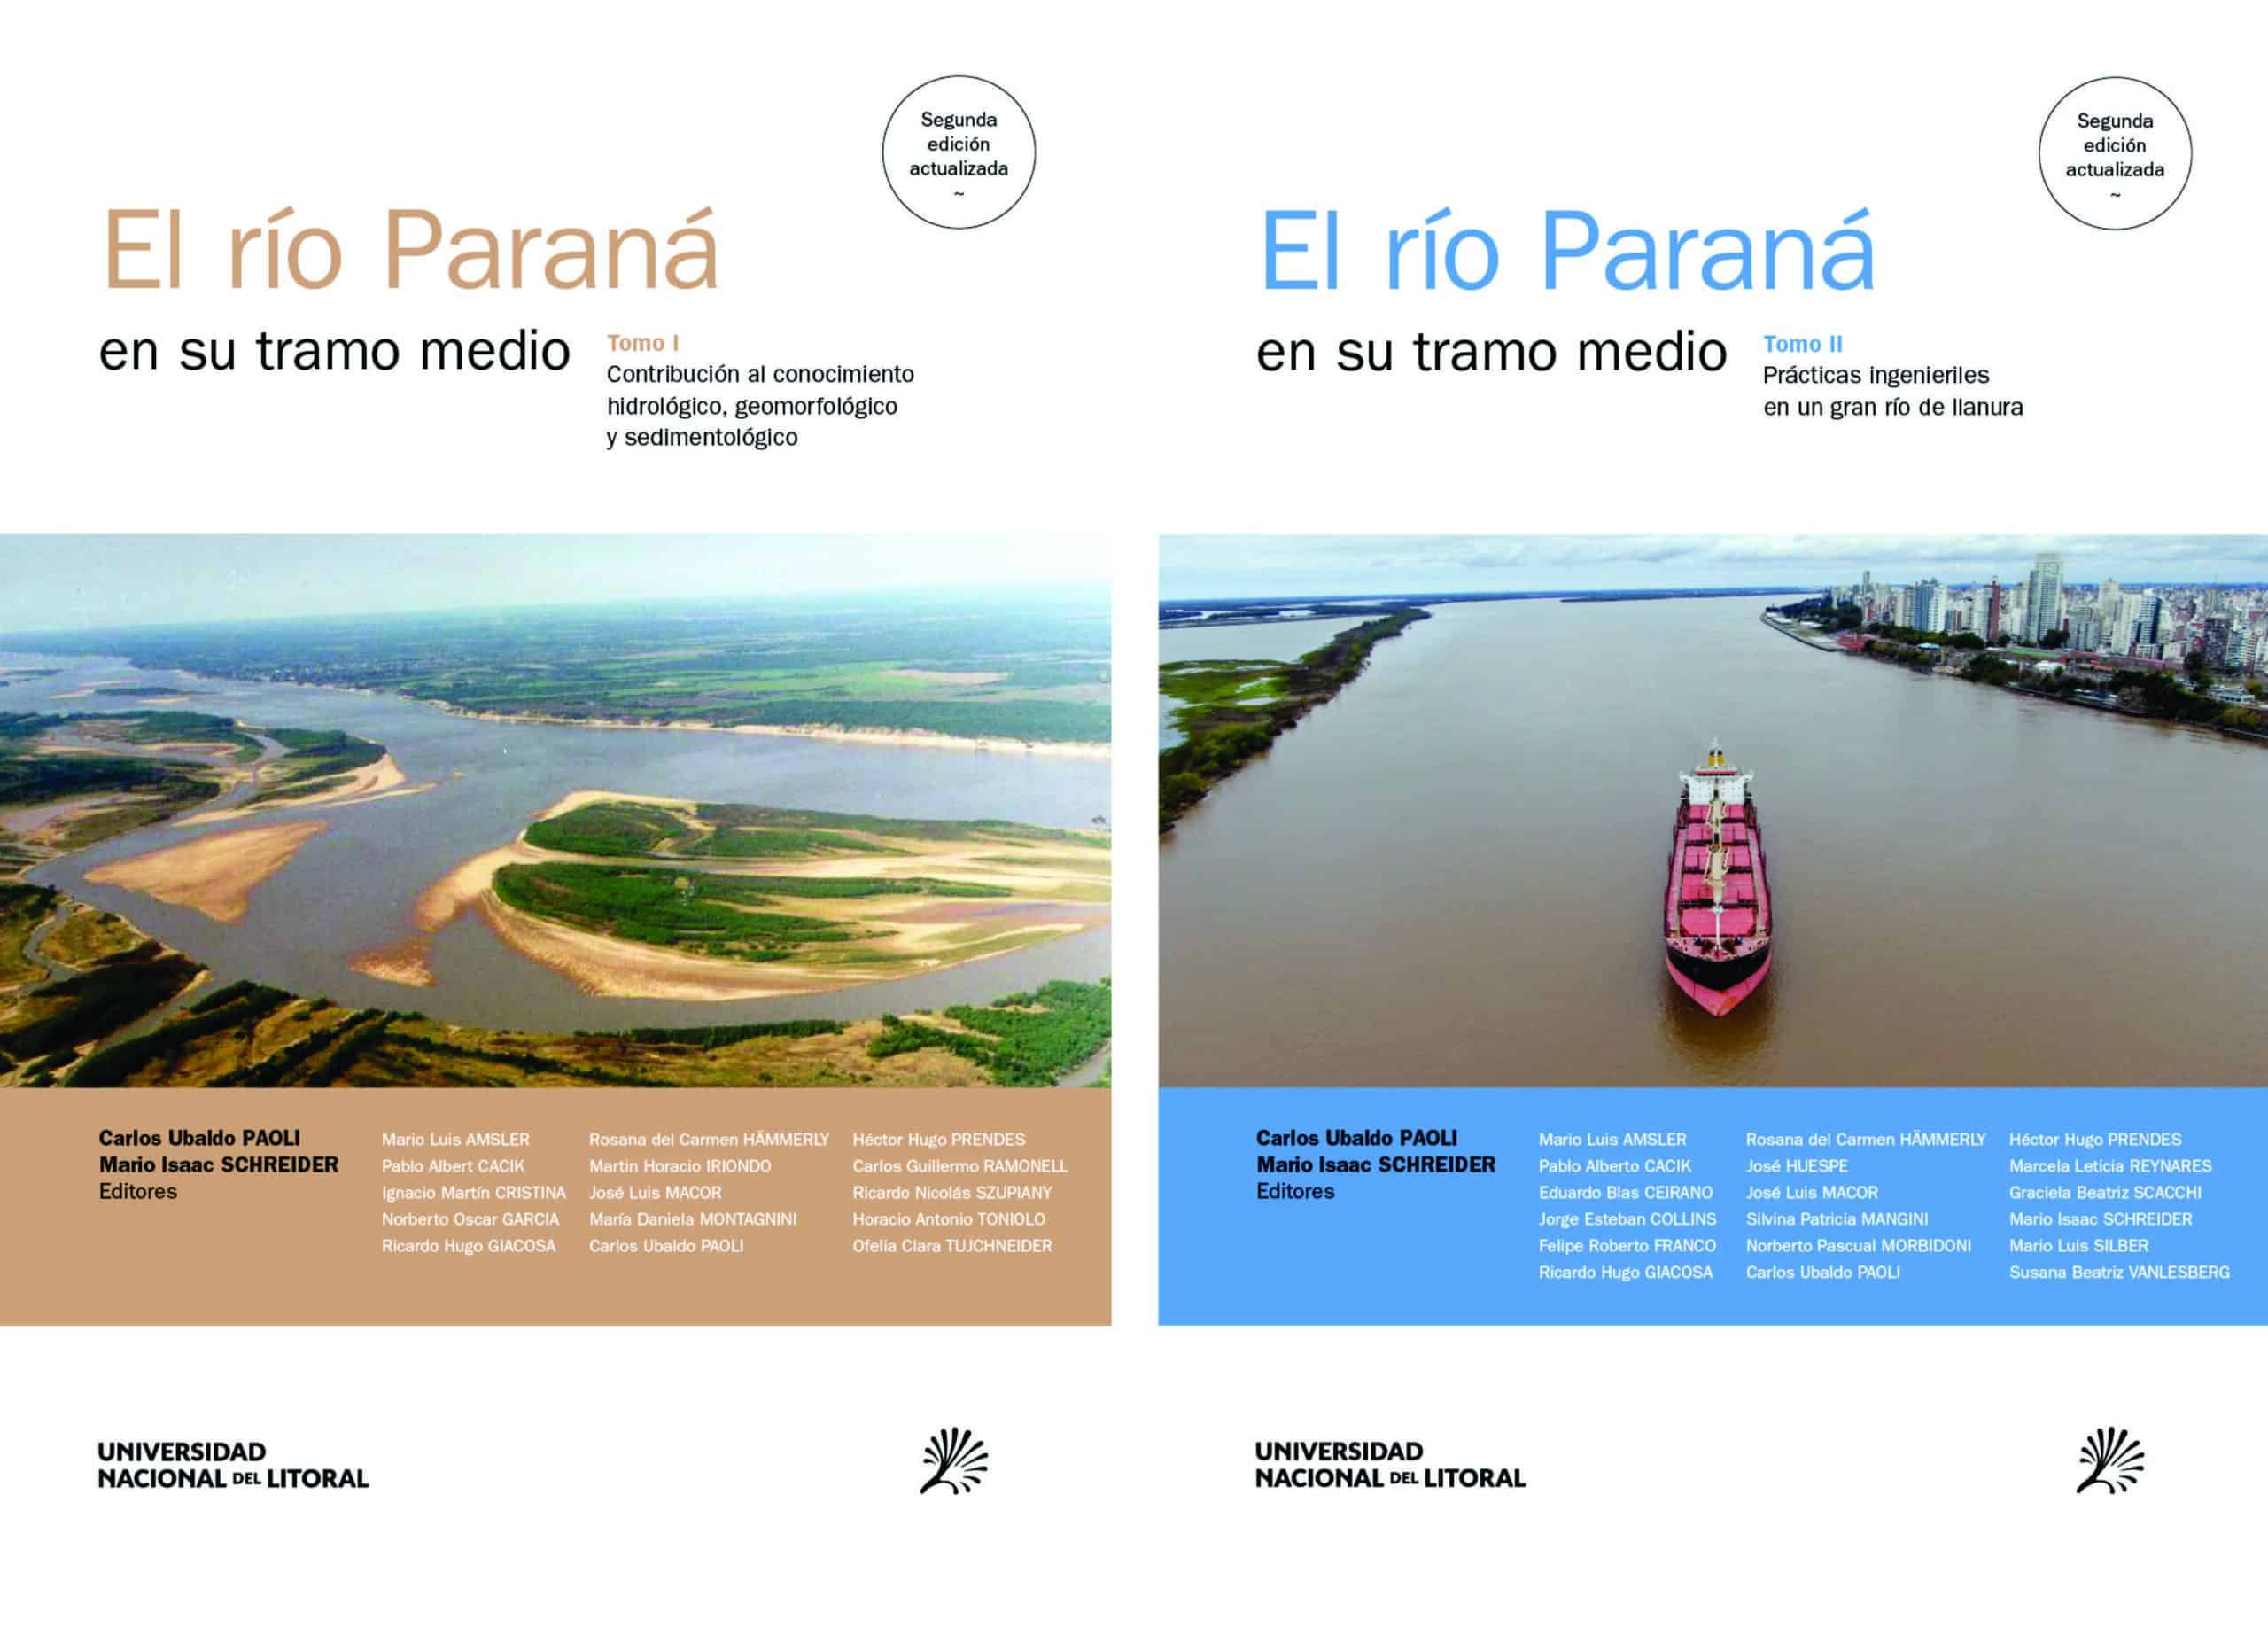 Segunda
edición
actualizada
~
El río Paraná
en su tramo medio
Tomo I
Contribución al conocimiento
hidrológico, geomorfológico
y sedimentológico
Carlos Ubaldo PAOLI
Mario Isaac SCHREIDER
Editores
Mario Luis AMSLER
Pablo Albert CACIK
Ignacio Martín CRISTINA
Norberto Oscar GARCIA
Ricardo Hugo GIACOSA
Rosana del Carmen HÄMMERLY
Martin Horacio IRIONDO
José Luis MACOR
María Daniela MONTAGNINI
Carlos Ubaldo PAOLI
Héctor Hugo PRENDES
Carlos Guillermo RAMONELL
Ricardo Nicolás SZUPIANY
Horacio Antonio TONIOLO
Ofelia Clara TUJCHNEIDER
UNIVERSIDAD
NACIONAL DEL LITORAL
Segunda
edición
actualizada
~
El río Paraná
en su tramo medio
Tomo II
Prácticas ingenieriles
en un gran río de llanura
Carlos Ubaldo PAOLI
Mario Isaac SCHREIDER
Editores
Mario Luis AMSLER
Pablo Alberto CACIK
Eduardo Blas CEIRANO
Jorge Esteban COLLINS
Felipe Roberto FRANCO
Ricardo Hugo GIACOSA
Rosana del Carmen HÄMMERLY
José HUESPE
José Luis MACOR
Silvina Patricia MANGINI
Norberto Pascual MORBIDONI
Carlos Ubaldo PAOLI
Héctor Hugo PRENDES
Marcela Leticia REYNARES
Graciela Beatriz SCACCHI
Mario Isaac SCHREIDER
Mario Luis SILBER
Susana Beatriz VANLESBERG
UNIVERSIDAD
NACIONAL DEL LITORAL